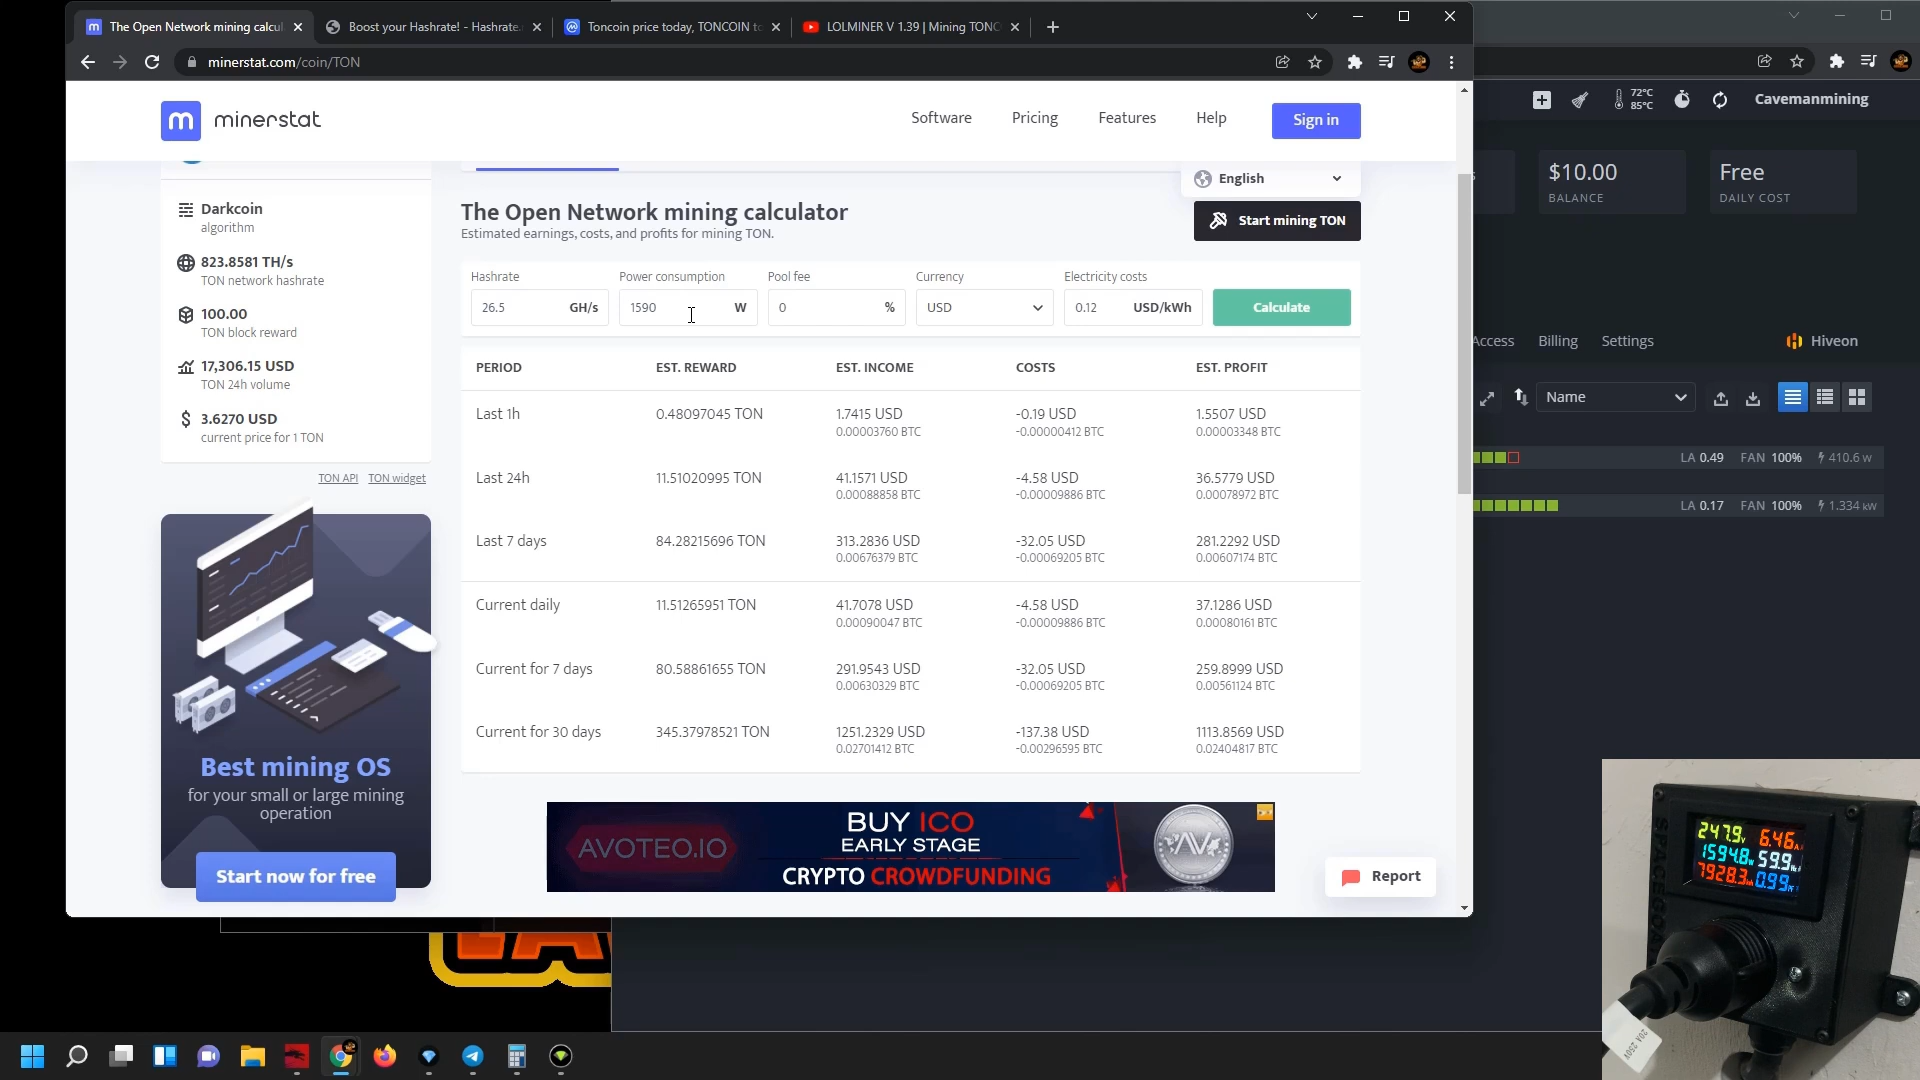 The Open Network mining calcul
Boost your Hashrate! - Hashrate.
Toncoin price today, TONCOIN to
LOLMINER V 1.39 | Mining TONC
minerstat.com/coin/TON
minerstat
Software
Pricing
Features
Help
Sign in
72°C
85°C
Cavemanmining
$10.00
BALANCE
Free
DAILY COST
English
Darkcoin
algorithm
823.8581 TH/s
TON network hashrate
100.00
TON block reward
17,306.15 USD
TON 24h volume
3.6270 USD
current price for 1 TON
TON API
TON widget
The Open Network mining calculator
Estimated earnings, costs, and profits for mining TON.
Start mining TON
Hashrate
Power consumption
Pool fee
Currency
Electricity costs
26.5 GH/s
1590 W
0 %
USD
0.12 USD/kWh
Calculate
PERIOD EST. REWARD EST. INCOME COSTS EST. PROFIT
Last 1h 0.48097045 TON 1.7415 USD -0.19 USD 1.5507 USD
0.00003760 BTC -0.00000412 BTC 0.00003348 BTC
Last 24h 11.51020995 TON 41.1571 USD -4.58 USD 36.5779 USD
0.00088858 BTC -0.00009886 BTC 0.00078972 BTC
Last 7 days 84.28215696 TON 313.2836 USD -32.05 USD 281.2292 USD
0.00676379 BTC -0.00069205 BTC 0.00607174 BTC
Current daily 11.51265951 TON 41.7078 USD -4.58 USD 37.1286 USD
0.00090047 BTC -0.00009886 BTC 0.00080161 BTC
Current for 7 days 80.58861655 TON 291.9543 USD -32.05 USD 259.8999 USD
0.00630329 BTC -0.00069205 BTC 0.00561124 BTC
Current for 30 days 345.37978521 TON 1251.2329 USD -137.38 USD 1113.8569 USD
0.02701412 BTC -0.00296595 BTC 0.02404817 BTC
Best mining OS
for your small or large mining
operation
Start now for free
AVOTEO.IO
BUY ICO
EARLY STAGE
CRYPTO CROWDFUNDING
AV
Report
Access
Billing
Settings
Hiveon
Name
LA 0.49 FAN 100% 410.6 W
LA 0.17 FAN 100% 1.334 kW
247.9V 6.46A
1594.8W 59.9Hz
7928.3 0.99PF
20A 250V